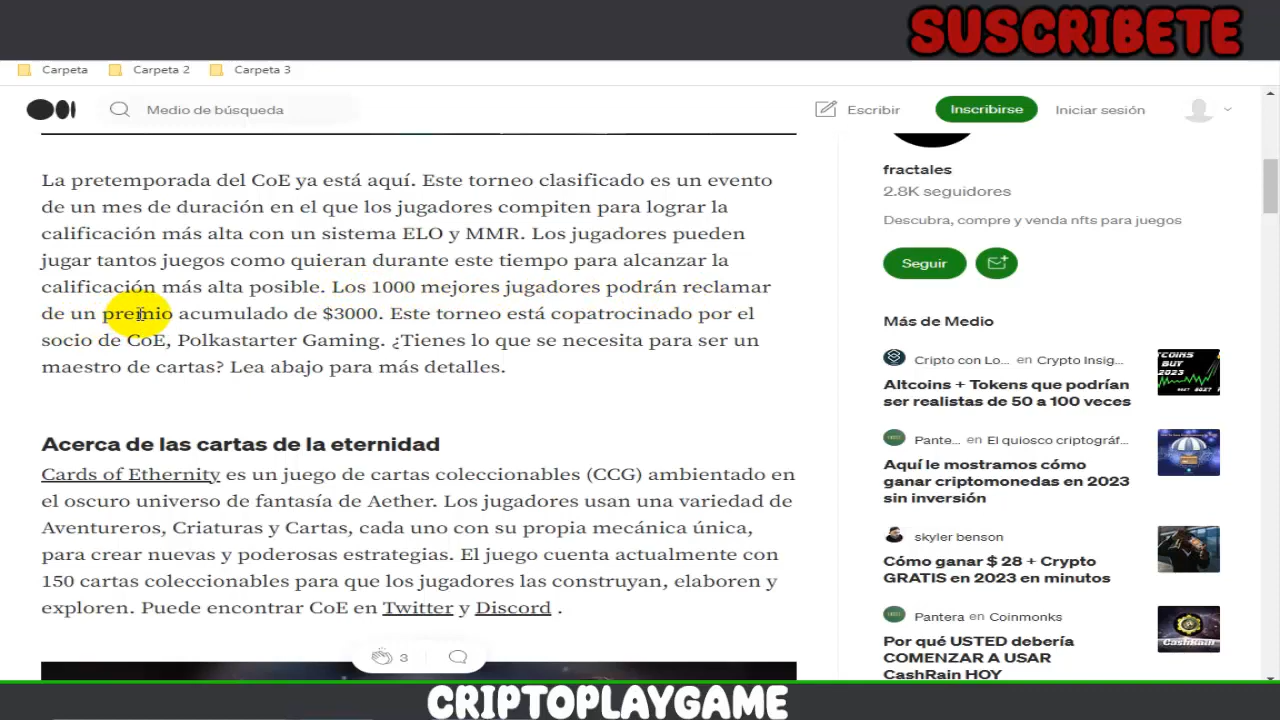 SUSCRIBETE
Carpeta
Carpeta 2
Carpeta 3
Medio de búsqueda
Escribir
Inscribirse
Iniciar sesión
La pretemporada del CoE ya está aquí. Este torneo clasificado es un evento
de un mes de duración en el que los jugadores compiten para lograr la
calificación más alta con un sistema ELO y MMR. Los jugadores pueden
jugar tantos juegos como quieran durante este tiempo para alcanzar la
calificación más alta posible. Los 1000 mejores jugadores podrán reclamar
de un premio acumulado de $3000. Este torneo está copatrocinado por el
socio de CoE, Polkastarter Gaming. ¿Tienes lo que se necesita para ser un
maestro de cartas? Lea abajo para más detalles.
Acerca de las cartas de la eternidad
Cards of Ethernity es un juego de cartas coleccionables (CCG) ambientado en
el oscuro universo de fantasía de Aether. Los jugadores usan una variedad de
Aventureros, Criaturas y Cartas, cada uno con su propia mecánica única,
para crear nuevas y poderosas estrategias. El juego cuenta actualmente con
150 cartas coleccionables para que los jugadores las construyan, elaboren y
exploren. Puede encontrar CoE en Twitter y Discord .
3
fractales
2.8K seguidores
Descubra, compre y venda nfts para juegos
Seguir
Más de Medio
Cripto con Lo... en Crypto Insig...
Altcoins + Tokens que podrían
ser realistas de 50 a 100 veces
Pante... en El quiosco criptográf...
Aquí le mostramos cómo
ganar criptomonedas en 2023
sin inversión
skyler benson
Cómo ganar $ 28 + Crypto
GRATIS en 2023 en minutos
Pantera en Coinmonks
Por qué USTED debería
COMENZAR A USAR
CashRain HOY
CRIPTOPLAYGAME